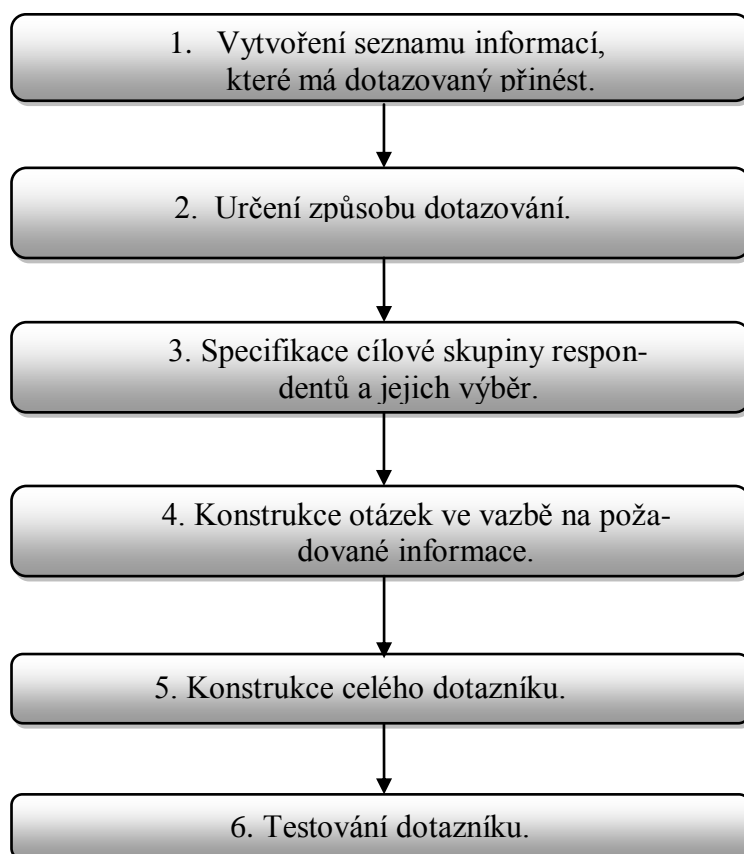 1. Vytvoření seznamu informací,
které má dotazovaný přinést.
2. Určení způsobu dotazování.
3. Specifikace cílové skupiny respon-
dentů a jejich výběr.
4. Konstrukce otázek ve vazbě na poža-
dované informace.
5. Konstrukce celého dotazníku.
6. Testování dotazníku.